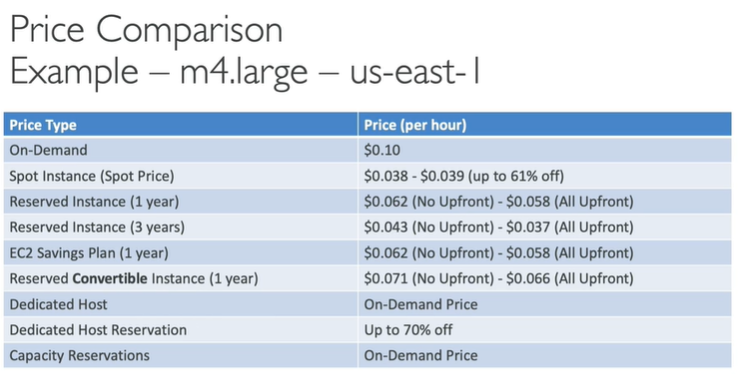 Price Comparison
Example – m4.large – us-east-1
Price Type Price (per hour)
On-Demand $0.10
Spot Instance (Spot Price) $0.038 - $0.039 (up to 61% off)
Reserved Instance (1 year) $0.062 (No Upfront) - $0.058 (All Upfront)
Reserved Instance (3 years) $0.043 (No Upfront) - $0.037 (All Upfront)
EC2 Savings Plan (1 year) $0.062 (No Upfront) - $0.058 (All Upfront)
Reserved Convertible Instance (1 year) $0.071 (No Upfront) - $0.066 (All Upfront)
Dedicated Host On-Demand Price
Dedicated Host Reservation Up to 70% off
Capacity Reservations On-Demand Price